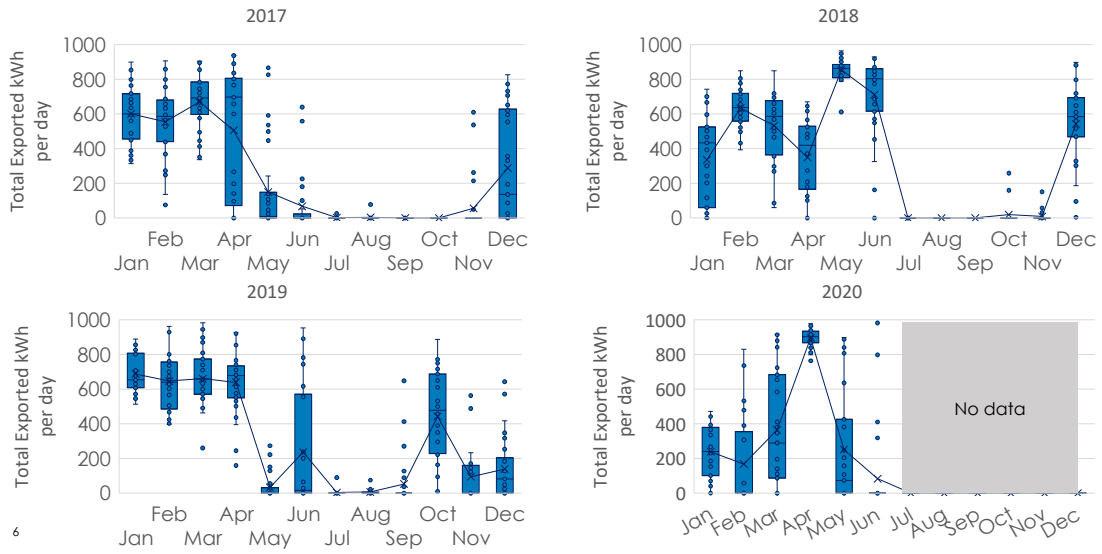 2017
Total Exported kWh
per day
1000
800
600
400
200
0
Feb Apr Jun Aug Oct Dec
Jan Mar May Jul Sep Nov
2018
Total Exported kWh
per day
1000
800
600
400
200
0
Feb Apr Jun Aug Oct Dec
Jan Mar May Jul Sep Nov
2019
Total Exported kWh
per day
1000
800
600
400
200
0
Feb Apr Jun Aug Oct Dec
Jan Mar May Jul Sep Nov
2020
Total Exported kWh
per day
1000
800
600
400
200
0
No data
Jan Feb Mar Apr May Jun Jul Aug Sep Oct Nov Dec
6